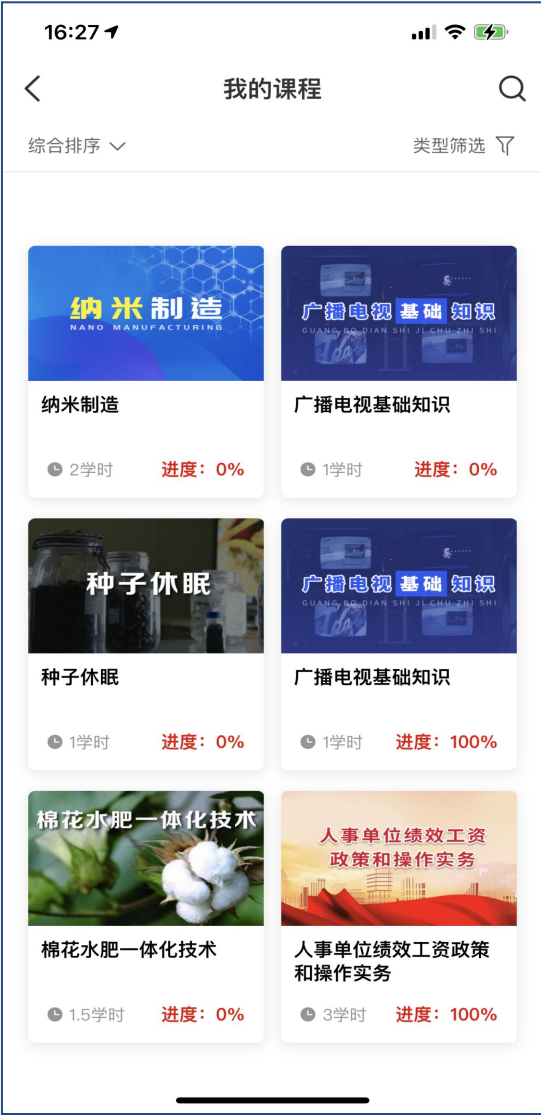 16:27
我的课程
综合排序
类型筛选
纳米制造
NANO MANUFACTURING
纳米制造
2学时 进度：0%
广播电视基础知识
GUANG BO DIAN SHI JI CHU ZHI SHI
广播电视基础知识
1学时 进度：0%
种子休眠
种子休眠
1学时 进度：0%
广播电视基础知识
GUANG BO DIAN SHI JI CHU ZHI SHI
广播电视基础知识
1学时 进度：100%
棉花水肥一体化技术
棉花水肥一体化技术
1.5学时 进度：0%
人事单位绩效工资
政策和操作实务
人事单位绩效工资政策
和操作实务
3学时 进度：100%